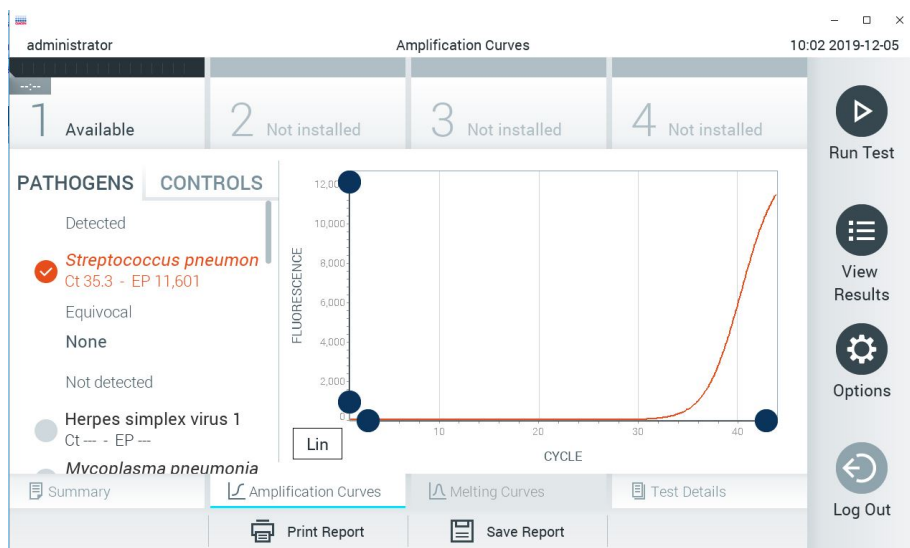 administrator
Amplification Curves
10:02 2019-12-05
--:--
1 Available
2 Not installed
3 Not installed
4 Not installed
Run Test
View
Results
Options
Log Out
PATHOGENS CONTROLS
Detected
Streptococcus pneumon
Ct 35.3 - EP 11,601
Equivocal
None
Not detected
Herpes simplex virus 1
Ct --- - EP ---
Mycoplasma pneumonia
FLUORESCENCE
12,00
10,000
8,000
6,000
4,000
2,000
0
10 20 30 40
CYCLE
Lin
Summary
Amplification Curves
Melting Curves
Test Details
Print Report
Save Report